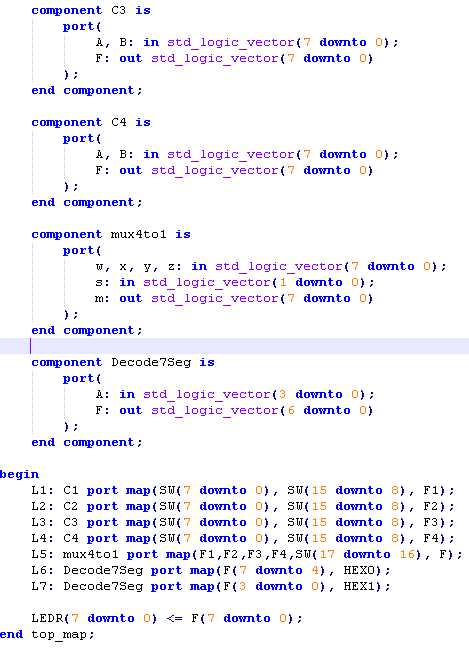 component C3 is
port(
A, B: in std_logic_vector(7 downto 0);
F: out std_logic_vector(7 downto 0)
);
end component;
component C4 is
port(
A, B: in std_logic_vector(7 downto 0);
F: out std_logic_vector(7 downto 0)
);
end component;
component mux4to1 is
port(
w, x, y, z: in std_logic_vector(7 downto 0);
s: in std_logic_vector(1 downto 0);
m: out std_logic_vector(7 downto 0)
);
end component;
component Decode7Seg is
port(
A: in std_logic_vector(3 downto 0);
F: out std_logic_vector(6 downto 0)
);
end component;
begin
L1: C1 port map(SW(7 downto 0), SW(15 downto 8), F1);
L2: C2 port map(SW(7 downto 0), SW(15 downto 8), F2);
L3: C3 port map(SW(7 downto 0), SW(15 downto 8), F3);
L4: C4 port map(SW(7 downto 0), SW(15 downto 8), F4);
L5: mux4to1 port map(F1,F2,F3,F4,SW(17 downto 16), F);
L6: Decode7Seg port map(F(7 downto 4), HEX0);
L7: Decode7Seg port map(F(3 downto 0), HEX1);
LEDR(7 downto 0) <= F(7 downto 0);
end top_map;